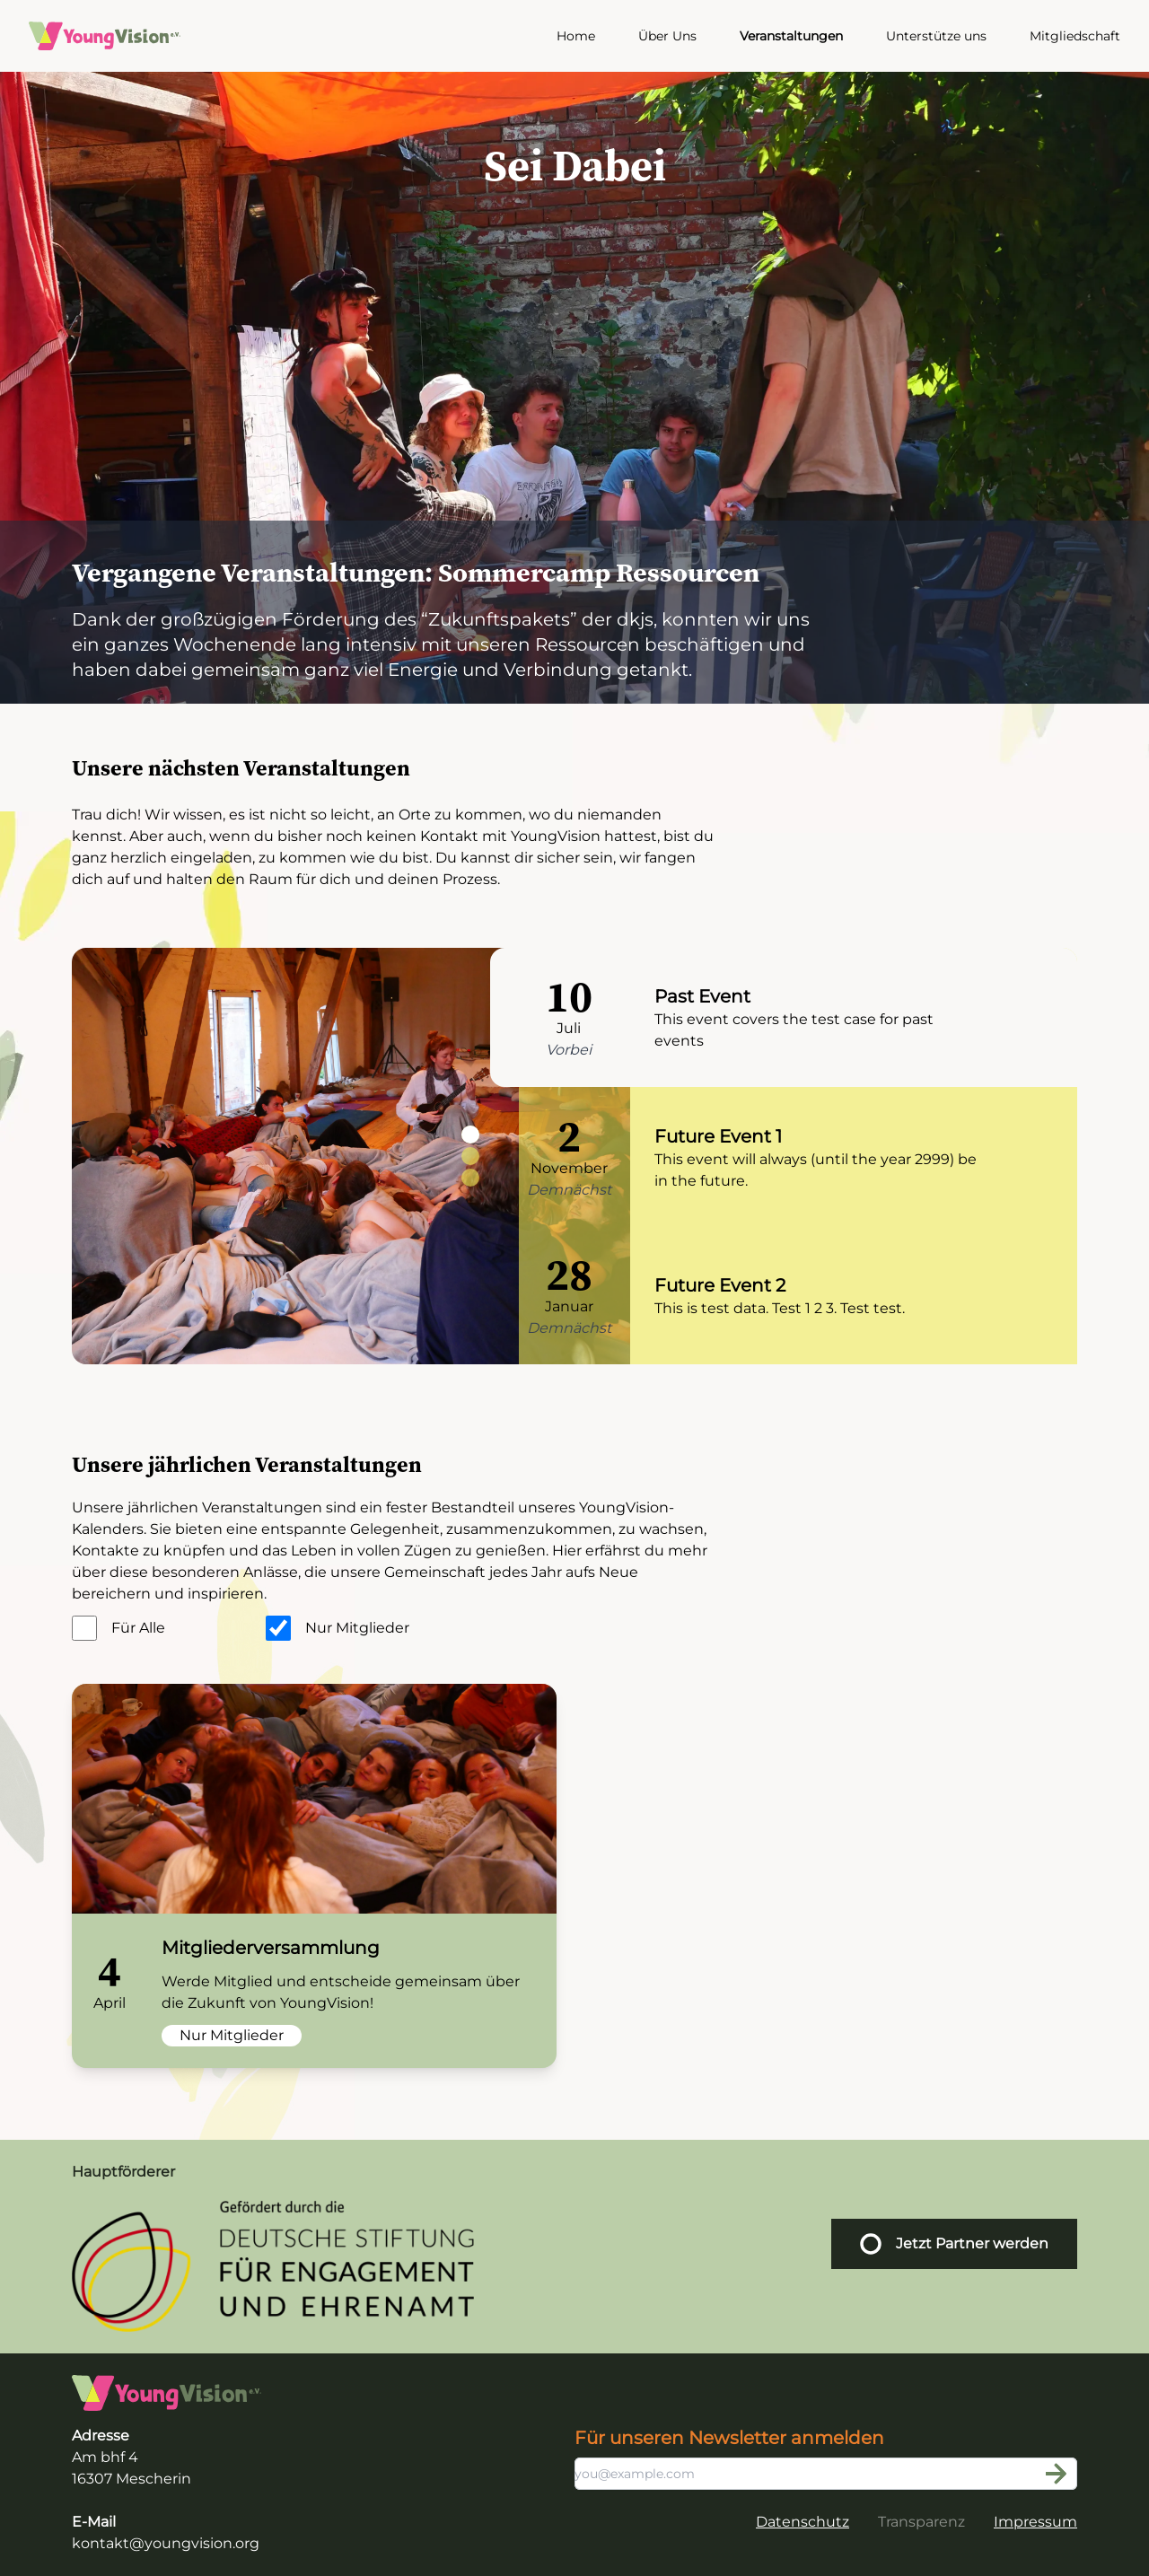 YoungVision e.V.
Home Über Uns Veranstaltungen Unterstütze uns Mitgliedschaft
Sei Dabei
Vergangene Veranstaltungen: Sommercamp Ressourcen
Dank der großzügigen Förderung des “Zukunftspakets” der dkjs, konnten wir uns
ein ganzes Wochenende lang intensiv mit unseren Ressourcen beschäftigen und
haben dabei gemeinsam ganz viel Energie und Verbindung getankt.
Unsere nächsten Veranstaltungen
Trau dich! Wir wissen, es ist nicht so leicht, an Orte zu kommen, wo du niemanden
kennst. Aber auch, wenn du bisher noch keinen Kontakt mit YoungVision hattest, bist du
ganz herzlich eingeladen, zu kommen wie du bist. Du kannst dir sicher sein, wir fangen
dich auf und halten den Raum für dich und deinen Prozess.
10
Juli
Vorbei
Past Event
This event covers the test case for past
events
2
November
Demnächst
Future Event 1
This event will always (until the year 2999) be
in the future.
28
Januar
Demnächst
Future Event 2
This is test data. Test 1 2 3. Test test.
Unsere jährlichen Veranstaltungen
Unsere jährlichen Veranstaltungen sind ein fester Bestandteil unseres YoungVision-
Kalenders. Sie bieten eine entspannte Gelegenheit, zusammenzukommen, zu wachsen,
Kontakte zu knüpfen und das Leben in vollen Zügen zu genießen. Hier erfährst du mehr
über diese besonderen Anlässe, die unsere Gemeinschaft jedes Jahr aufs Neue
bereichern und inspirieren.
Für Alle Nur Mitglieder
4
April
Mitgliederversammlung
Werde Mitglied und entscheide gemeinsam über
die Zukunft von YoungVision!
Nur Mitglieder
Hauptförderer
Gefördert durch die
DEUTSCHE STIFTUNG
FÜR ENGAGEMENT
UND EHRENAMT
Jetzt Partner werden
YoungVision e.V.
Adresse
Am bhf 4
16307 Mescherin
E-Mail
kontakt@youngvision.org
Für unseren Newsletter anmelden
you@example.com
Datenschutz Transparenz Impressum